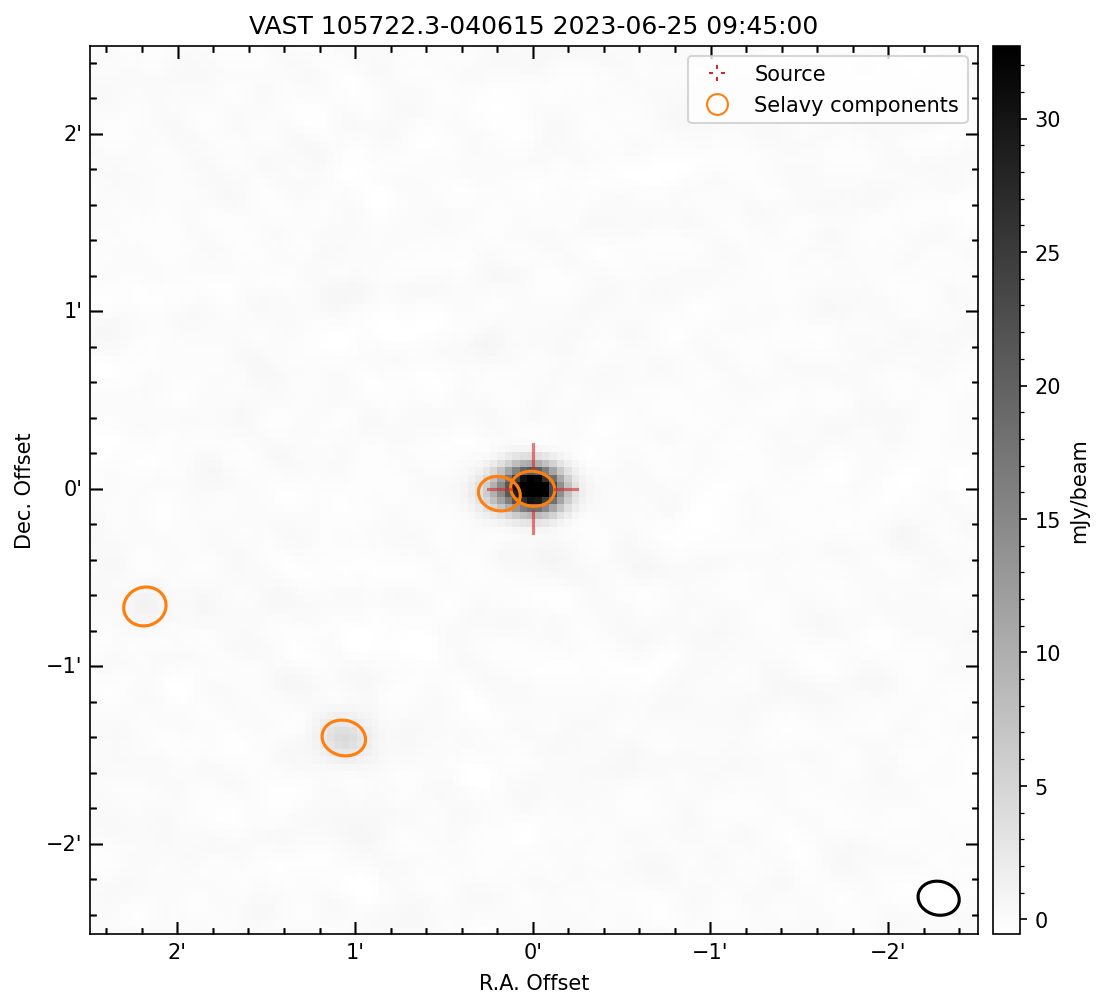 VAST 105722.3-040615 2023-06-25 09:45:00
Source
Selavy components
2'
1'
0'
−1'
−2'
Dec. Offset
2'
1'
0'
−1'
−2'
R.A. Offset
30
25
20
15
10
5
0
mJy/beam